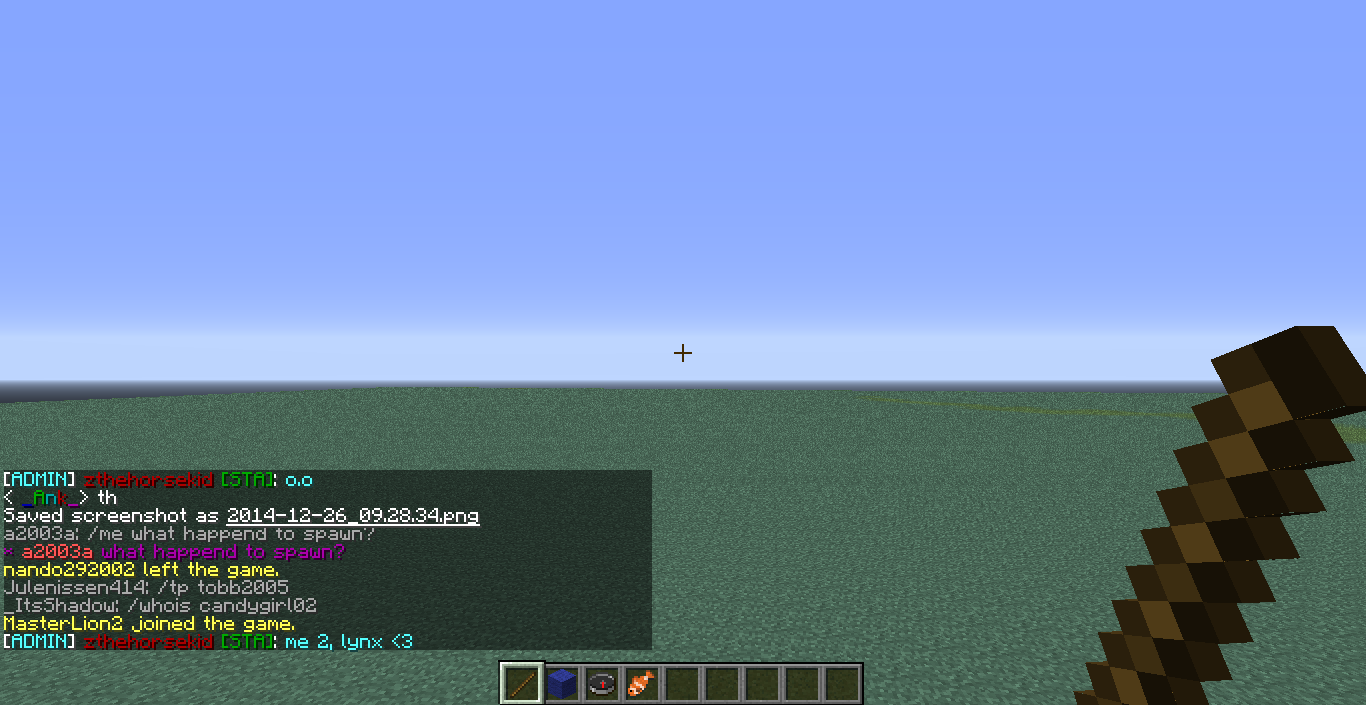 [ADMIN] zthehorsekid [STA]: o.o
< _Ank_> th
Saved screenshot as 2014-12-26_09.28.34.png
a2003a: /me what happend to spawn?
* a2003a what happend to spawn?
nando292002 left the game.
Julenissen414: /tp tobb2005
_ItsShadow: /whois candygirl02
MasterLion2 joined the game.
[ADMIN] zthehorsekid [STA]: me 2, lynx <3